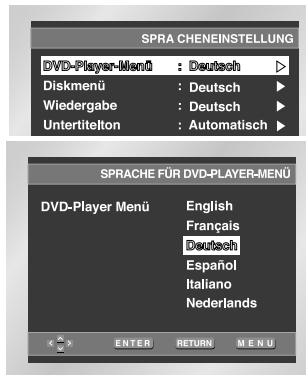 SPRA CHENEINSTELLUNG
DVD-Player-Menü : Deutsch
Diskmenü : Deutsch
Wiedergabe : Deutsch
Untertitelton : Automatisch
SPRACHE FÜR DVD-PLAYER-MENÜ
DVD-Player Menü English
Français
Deutsch
Español
Italiano
Nederlands
ENTER RETURN MENU